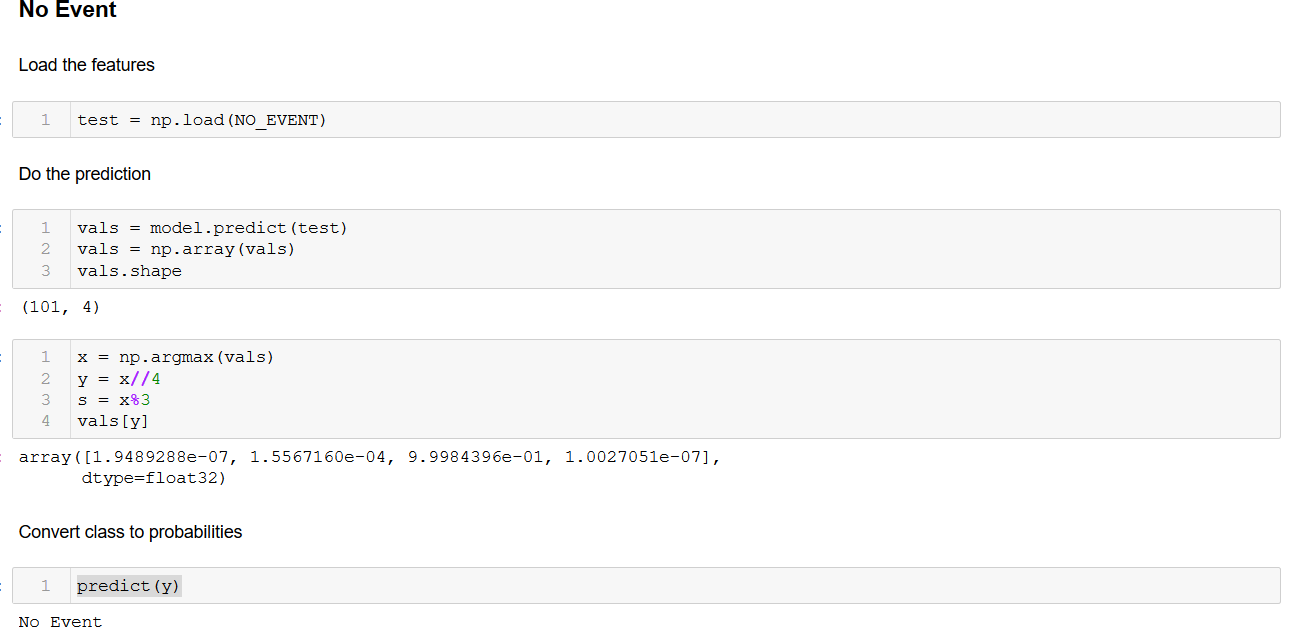 No Event
Load the features
1 test = np.load(NO_EVENT)
Do the prediction
1 vals = model.predict(test)
2 vals = np.array(vals)
3 vals.shape
(101, 4)
1 x = np.argmax(vals)
2 y = x//4
3 s = x%3
4 vals[y]
array([1.9489288e-07, 1.5567160e-04, 9.9984396e-01, 1.0027051e-07],
dtype=float32)
Convert class to probabilities
1 predict(y)
No Event